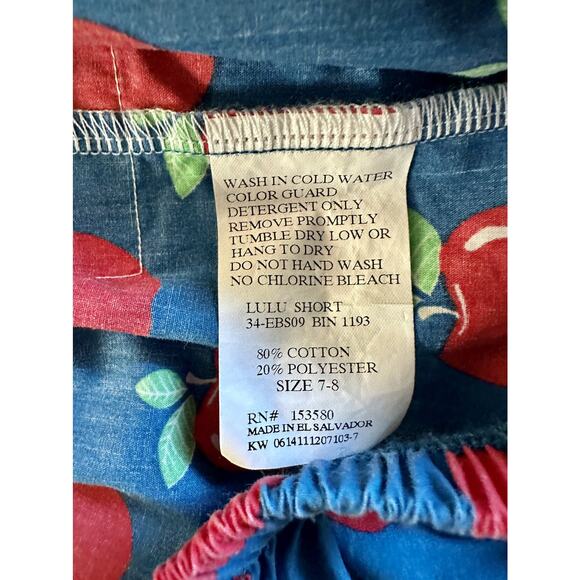 WASH IN COLD WATER
COLOR GUARD
DETERGENT ONLY
REMOVE PROMPTLY
TUMBLE DRY LOW OR
HANG TO DRY
DO NOT HAND WASH
NO CHLORINE BLEACH
LULU SHORT
34-EBS09 BIN 1193
80% COTTON
20% POLYESTER
SIZE 7-8
RN# 153580
MADE IN EL SALVADOR
KW 0614111207103-7